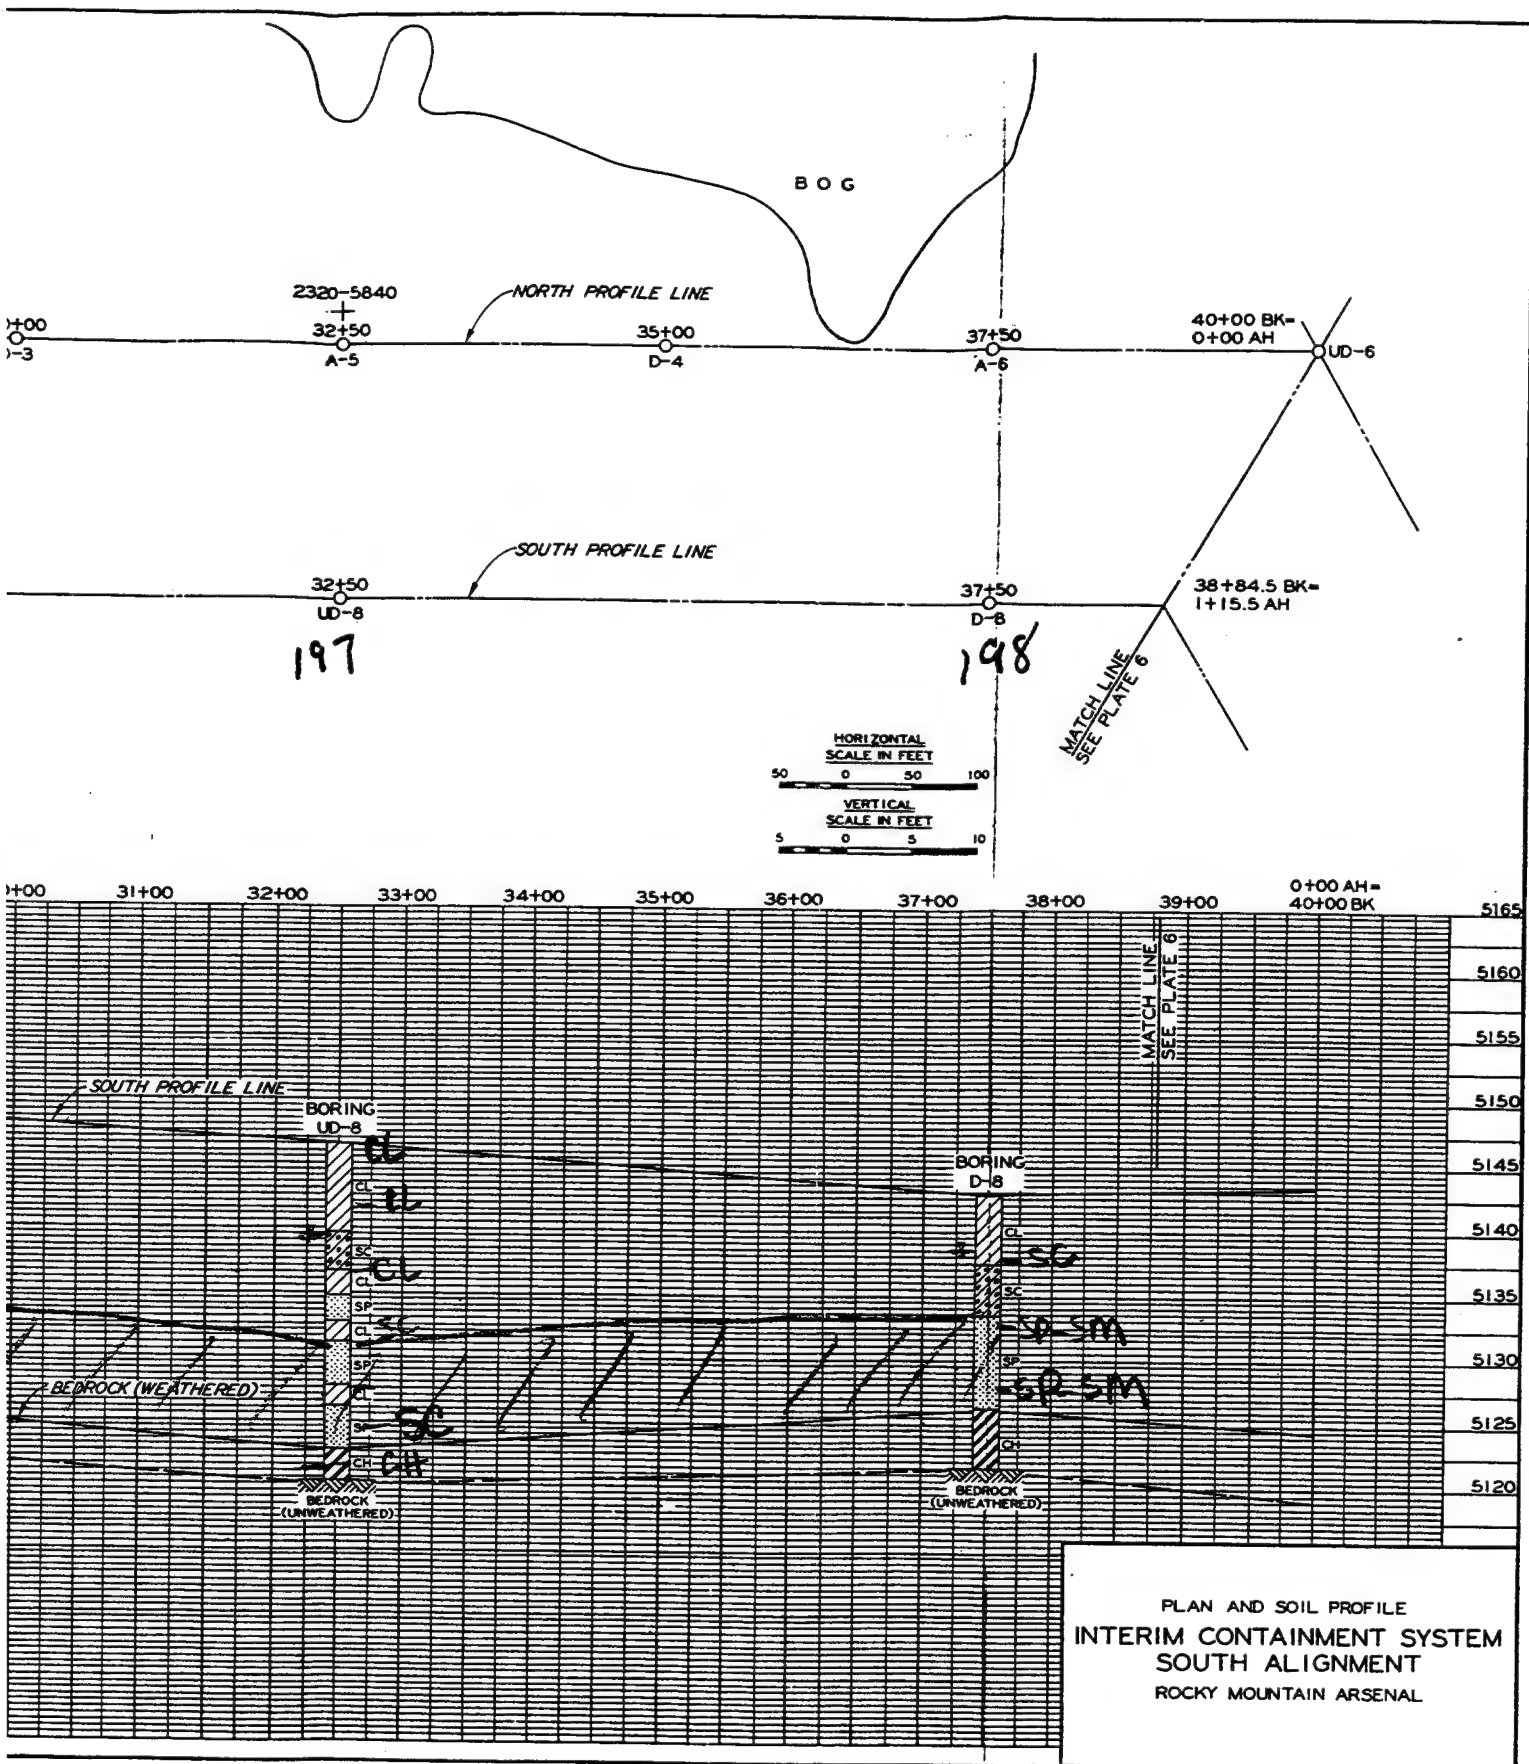 BOG
2320-5840
NORTH PROFILE LINE
+00
32+50
35+00
37+50
40+00 BK=
0+00 AH
-3
A-5
D-4
A-6
UD-6
SOUTH PROFILE LINE
32+50
37+50
38+84.5 BK=
1+15.5 AH
UD-8
D-8
197
198
MATCH LINE
SEE PLATE 6
HORIZONTAL
SCALE IN FEET
50 0 50 100
VERTICAL
SCALE IN FEET
5 0 5 10
+00 31+00 32+00 33+00 34+00 35+00 36+00 37+00 38+00 39+00
0+00 AH=
40+00 BK
5165
MATCH LINE
SEE PLATE 6
5160
5155
SOUTH PROFILE LINE
5150
BORING
UD-8
CL
BORING
D-8
5145
CL
CL
CL
5140
SC
SC
CL
CL
SC
SP
5135
SC
CL
SP-SM
SP
SP
5130
BEDROCK (WEATHERED)
CL
SP-SM
SP
SC
5125
CH
CH
CH
5120
BEDROCK
(UNWEATHERED)
BEDROCK
(UNWEATHERED)
PLAN AND SOIL PROFILE
INTERIM CONTAINMENT SYSTEM
SOUTH ALIGNMENT
ROCKY MOUNTAIN ARSENAL